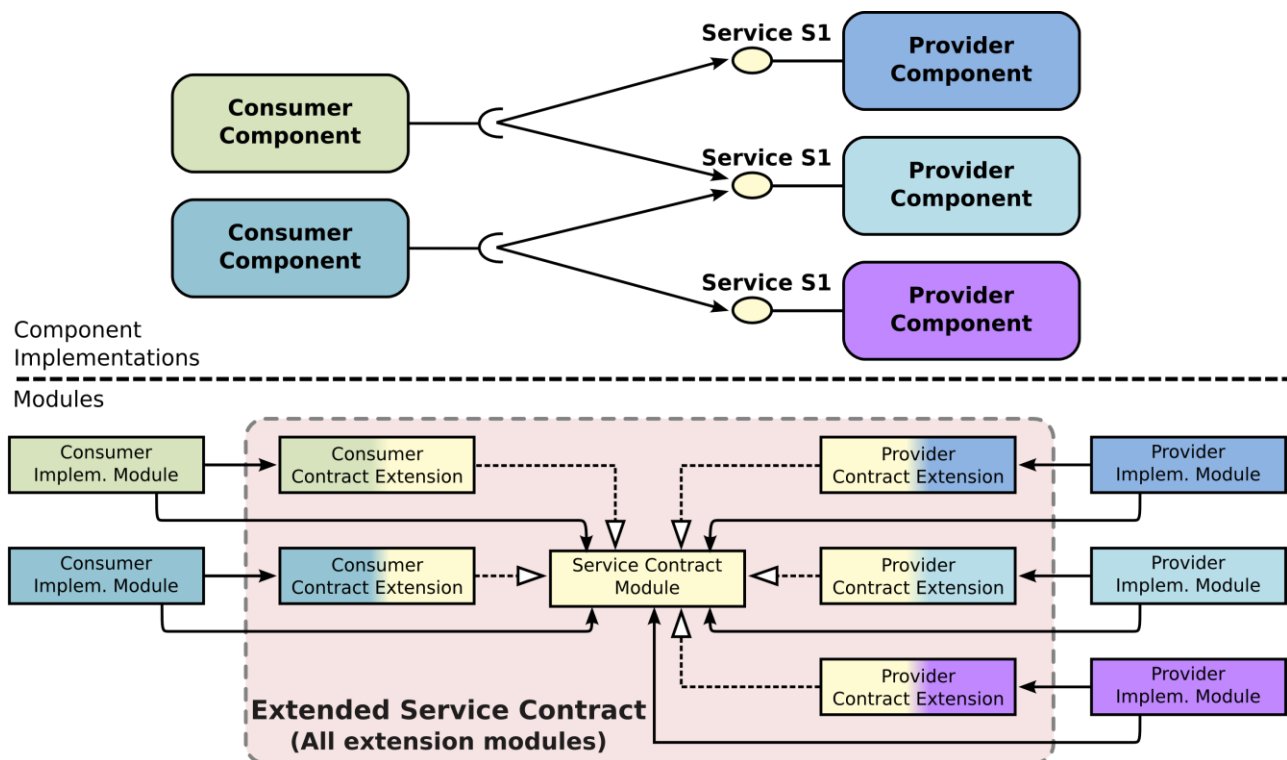 Service S1
Provider
Component
Consumer
Component
Service S1
Provider
Component
Consumer
Component
Service S1
Provider
Component
Component
Implementations
Modules
Consumer
Implem. Module
Consumer
Contract Extension
Provider
Contract Extension
Provider
Implem. Module
Consumer
Implem. Module
Consumer
Contract Extension
Service Contract
Module
Provider
Contract Extension
Provider
Implem. Module
Provider
Contract Extension
Provider
Implem. Module
Extended Service Contract
(All extension modules)